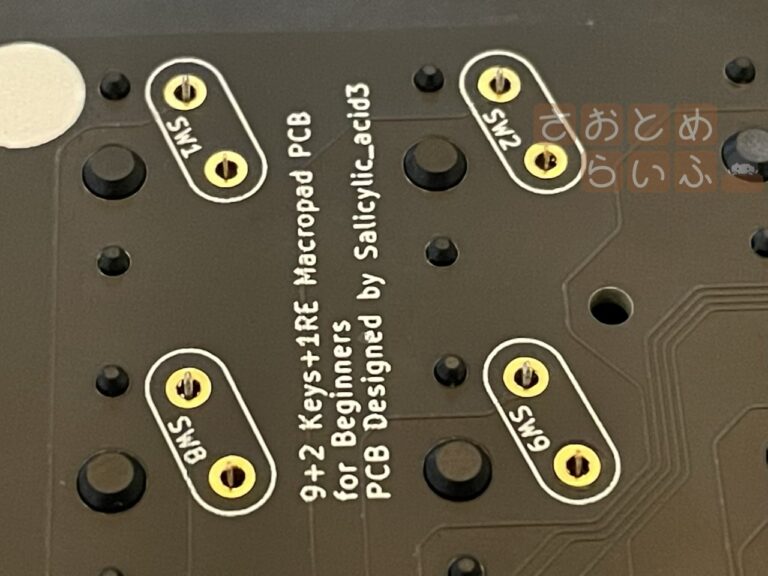 SW1
SW2
9+2 Keys+1RE Macropad PCB
for Beginners
PCB Designed by Salicylic_acid3
SW8
SW9
さおとめ
らいふ